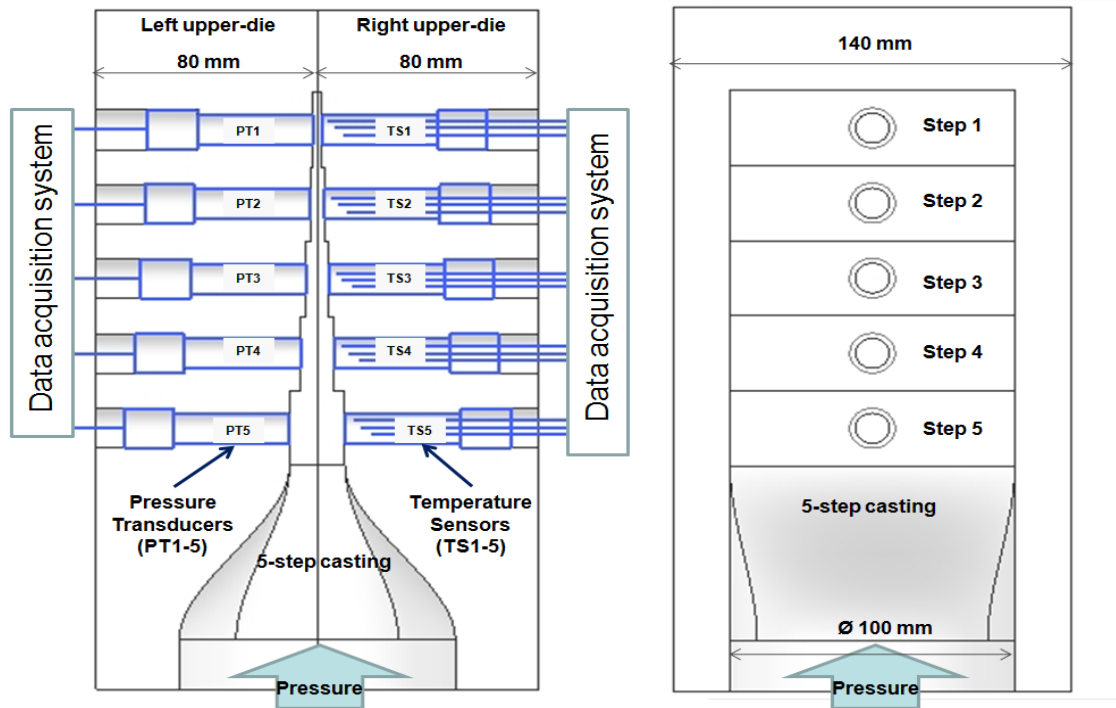 Left upper-die
Right upper-die
80 mm
80 mm
Data acquisition system
PT1
TS1
PT2
TS2
PT3
TS3
PT4
TS4
PT5
TS5
Data acquisition system
Pressure
Transducers
(PT1-5)
Temperature
Sensors
(TS1-5)
5-step casting
Pressure
140 mm
Step 1
Step 2
Step 3
Step 4
Step 5
5-step casting
Ø 100 mm
Pressure